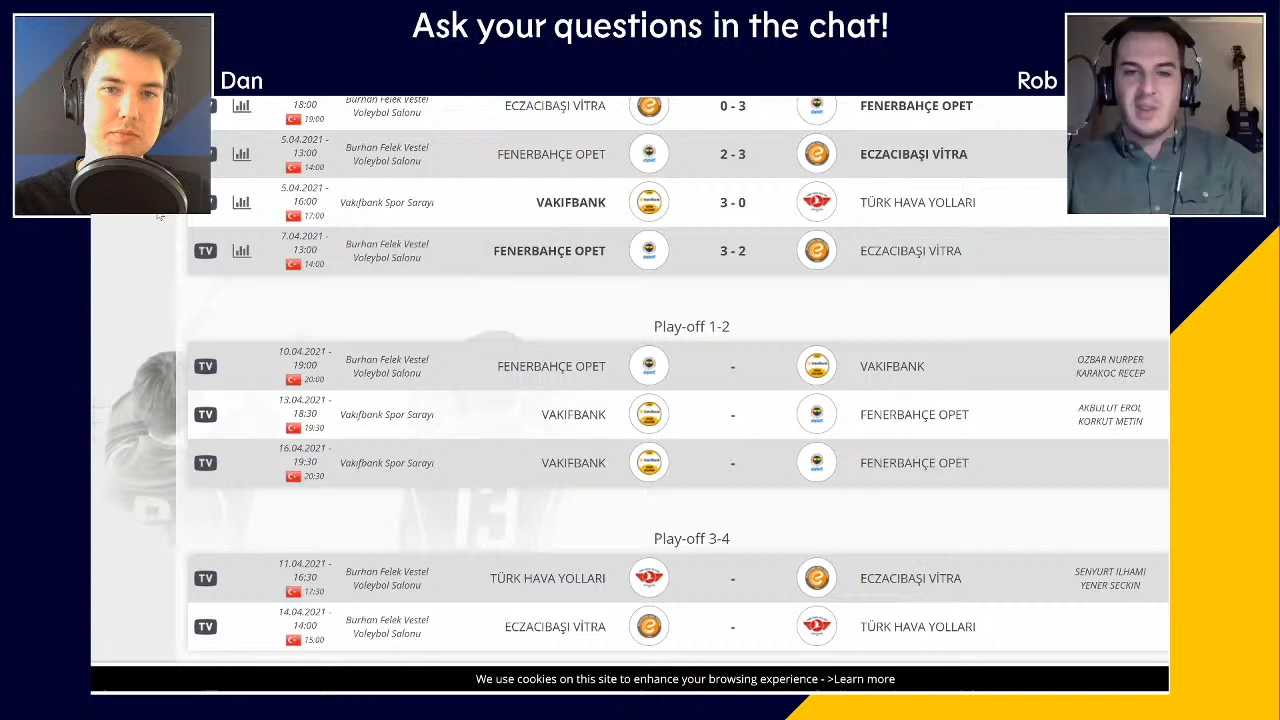 Ask your questions in the chat!
Dan
Rob
18:00 Burhan Felek Vestel ECZACIBAŞI VİTRA 0 - 3 FENERBAHÇE OPET
19:00 Voleybol Salonu
5.04.2021 - Burhan Felek Vestel FENERBAHÇE OPET 2 - 3 ECZACIBAŞI VİTRA
13:00 Voleybol Salonu
14:00
5.04.2021 - Vakifbank Spor Sarayı VAKIFBANK 3 - 0 TÜRK HAVA YOLLARI
16:00
17:00
TV 7.04.2021 - Burhan Felek Vestel FENERBAHÇE OPET 3 - 2 ECZACIBAŞI VİTRA
13:00 Voleybol Salonu
14:00
Play-off 1-2
TV 10.04.2021 - Burhan Felek Vestel FENERBAHÇE OPET - VAKIFBANK OZBAR NURPER
19:00 Voleybol Salonu KARAKOC RECEP
20:00
TV 13.04.2021 - Vakifbank Spor Sarayı VAKIFBANK - FENERBAHÇE OPET AKBULUT EROL
18:30 KORKUT METIN
19:30
TV 16.04.2021 - Vakifbank Spor Sarayı VAKIFBANK - FENERBAHÇE OPET
19:30
20:30
Play-off 3-4
TV 11.04.2021 - Burhan Felek Vestel TÜRK HAVA YOLLARI - ECZACIBAŞI VİTRA SENYURT ILHAMI
16:30 Voleybol Salonu YENER SECKIN
17:30
TV 14.04.2021 - Burhan Felek Vestel ECZACIBAŞI VİTRA - TÜRK HAVA YOLLARI
14:00 Voleybol Salonu
15:00
We use cookies on this site to enhance your browsing experience - >Learn more